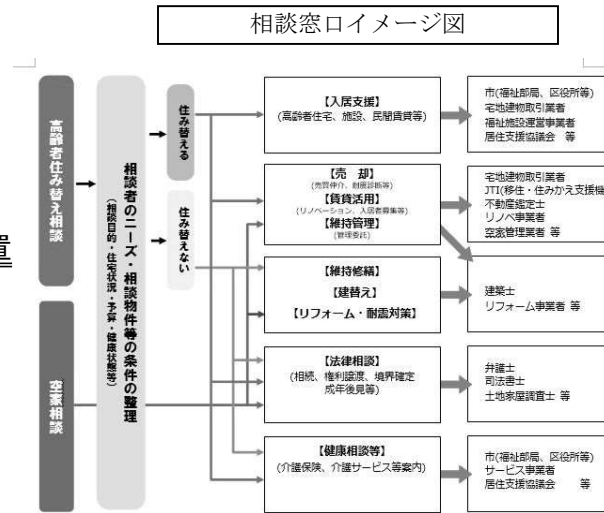 相談窓口イメージ図
置
高齢者住み替え相談
空家相談
相談者のニーズ・相談物件等の条件の整理
(相談目的・住宅状況・予算・健康状態等)
住み替える
住み替えない
【入居支援】
(高齢者住宅、施設、民間賃貸等)
【売 却】
(売買仲介、耐震診断等)
【賃貸活用】
(リノベーション、入居者募集等)
【維持管理】
(管理委託)
【維持修繕】
【建替え】
【リフォーム・耐震対策】
【法律相談】
(相続、権利譲渡、境界確定
成年後見等)
【健康相談等】
(介護保険、介護サービス等案内)
市(福祉部局、区役所等)
宅地建物取引業者
福祉施設運営事業者
居住支援協議会 等
宅地建物取引業者
JTI(移住・住みかえ支援機
不動産鑑定士
リノベ事業者
空家管理業者 等
建築士
リフォーム事業者 等
弁護士
司法書士
土地家屋調査士 等
市(福祉部局、区役所等)
サービス事業者
居住支援協議会 等